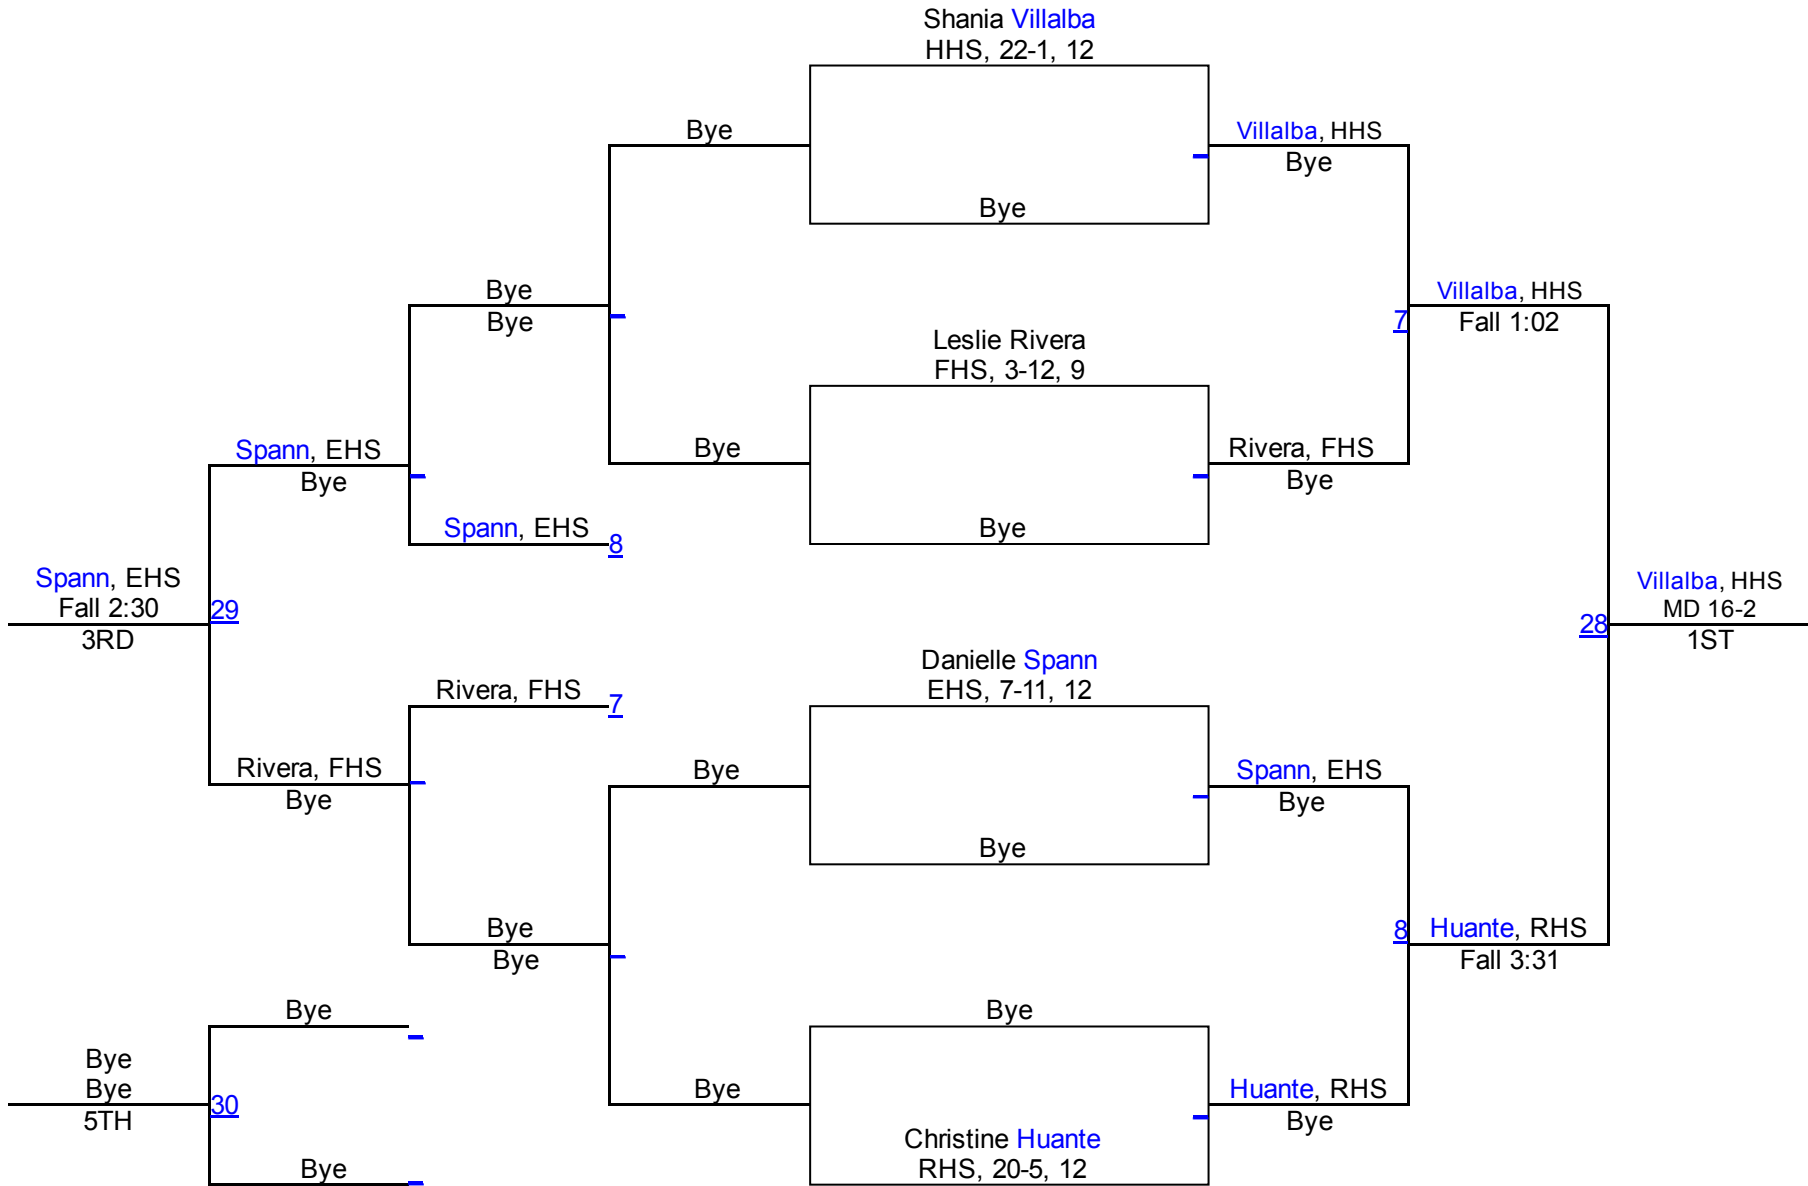 Shania Villalba
HHS, 22-1, 12
Bye
Villalba, HHS
Bye
Bye
Bye
Bye
Villalba, HHS
7
Fall 1:02
Leslie Rivera
FHS, 3-12, 9
Spann, EHS
Bye
Bye
Rivera, FHS
Bye
Spann, EHS
8
Bye
Spann, EHS
Fall 2:30
29
3RD
Villalba, HHS
MD 16-2
28
1ST
Danielle Spann
EHS, 7-11, 12
Rivera, FHS
7
Rivera, FHS
Bye
Bye
Spann, EHS
Bye
Bye
Bye
Bye
8
Huante, RHS
Fall 3:31
Bye
Bye
Bye
Bye
30
5TH
Bye
Huante, RHS
Bye
Christine Huante
RHS, 20-5, 12
Bye